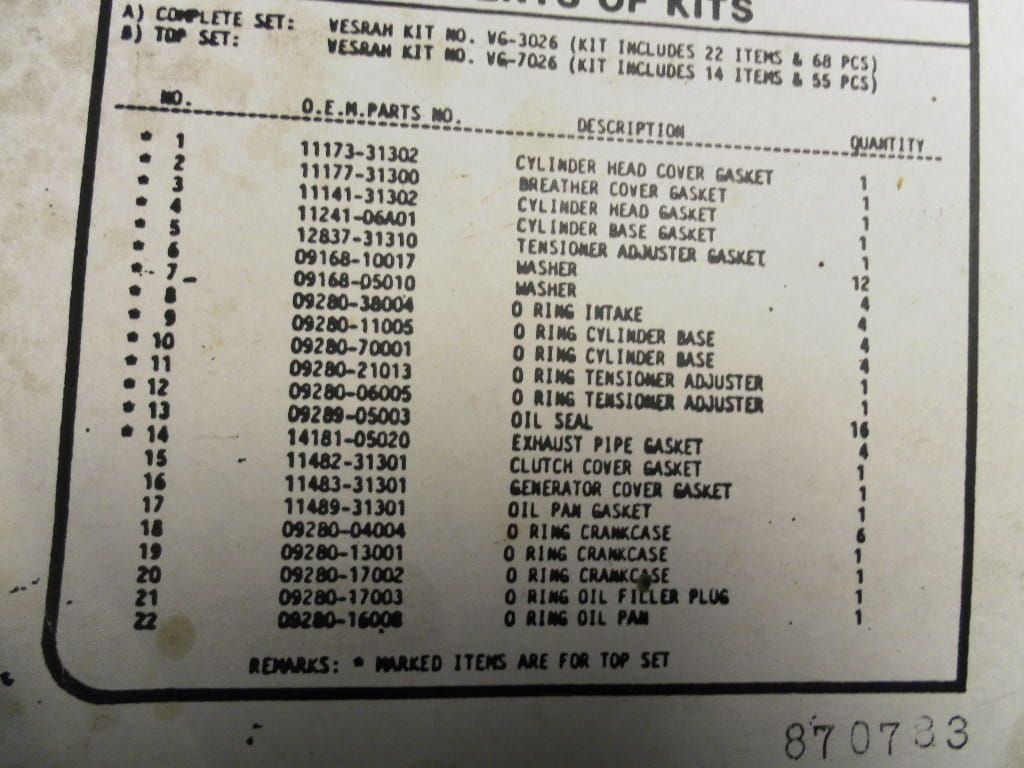 ENTS OF KITS
A) COMPLETE SET: VESRAH KIT NO. VG-3026 (KIT INCLUDES 22 ITEMS & 68 PCS)
B) TOP SET: VESRAH KIT NO. VG-7026 (KIT INCLUDES 14 ITEMS & 55 PCS)
NO. O.E.M.PARTS NO. DESCRIPTION QUANTITY
* 1 11173-31302 CYLINDER HEAD COVER GASKET 1
* 2 11177-31300 BREATHER COVER GASKET 1
* 3 11141-31302 CYLINDER HEAD GASKET 1
* 4 11241-06A01 CYLINDER BASE GASKET 1
* 5 12837-31310 TENSIONER ADJUSTER GASKET 1
* 6 09168-10017 WASHER 12
* 7 09168-05010 WASHER 4
* 8 09280-38004 O RING INTAKE 4
* 9 09280-11005 O RING CYLINDER BASE 4
* 10 09280-70001 O RING CYLINDER BASE 4
* 11 09280-21013 O RING TENSIONER ADJUSTER 1
* 12 09280-06005 O RING TENSIONER ADJUSTER 1
* 13 09289-05003 OIL SEAL 16
* 14 14181-05020 EXHAUST PIPE GASKET 4
15 11482-31301 CLUTCH COVER GASKET 1
16 11483-31301 GENERATOR COVER GASKET 1
17 11489-31301 OIL PAN GASKET 1
18 09280-04004 O RING CRANKCASE 6
19 09280-13001 O RING CRANKCASE 1
20 09280-17002 O RING CRANKCASE 1
21 09280-17003 O RING OIL FILLER PLUG 1
22 09280-16008 O RING OIL PAN 1
REMARKS: * MARKED ITEMS ARE FOR TOP SET
870783